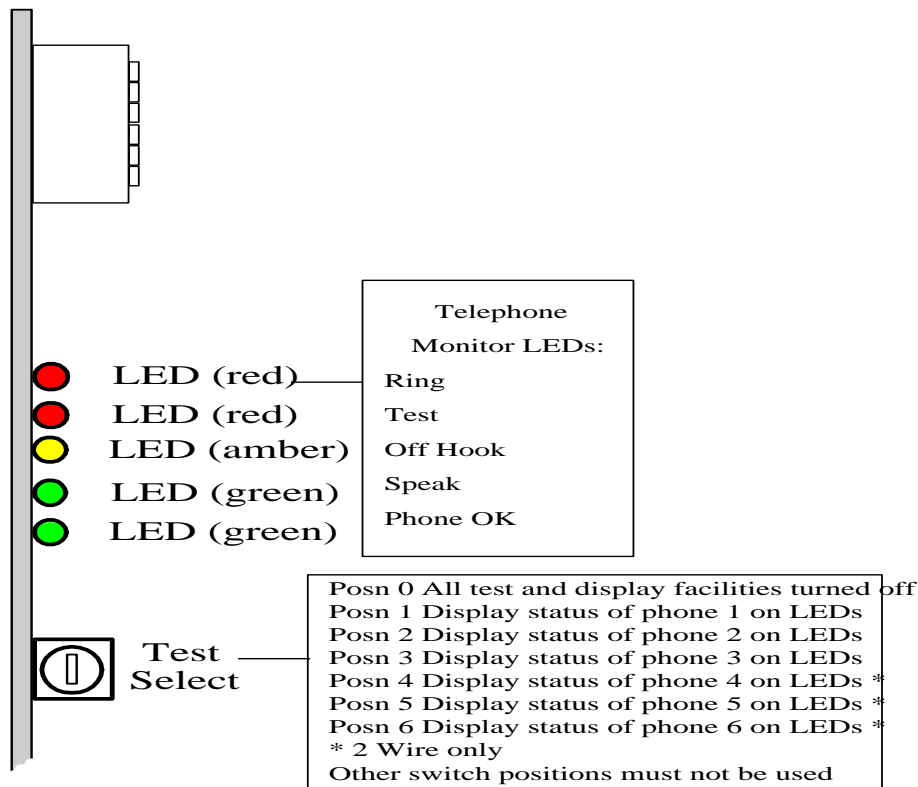 Telephone
Monitor LEDs:
LED (red)
Ring
LED (red)
Test
LED (amber)
Off Hook
LED (green)
Speak
LED (green)
Phone OK
Test
Select
Posn 0 All test and display facilities turned off
Posn 1 Display status of phone 1 on LEDs
Posn 2 Display status of phone 2 on LEDs
Posn 3 Display status of phone 3 on LEDs
Posn 4 Display status of phone 4 on LEDs *
Posn 5 Display status of phone 5 on LEDs *
Posn 6 Display status of phone 6 on LEDs *
* 2 Wire only
Other switch positions must not be used